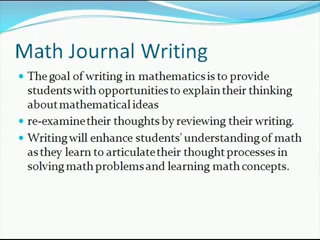 Math Journal Writing
The goal of writing in mathematics is to provide
students with opportunities to explain their thinking
about mathematical ideas
re-examine their thoughts by reviewing their writing.
Writing will enhance students' understanding of math
as they learn to articulate their thought processes in
solving math problems and learning math concepts.